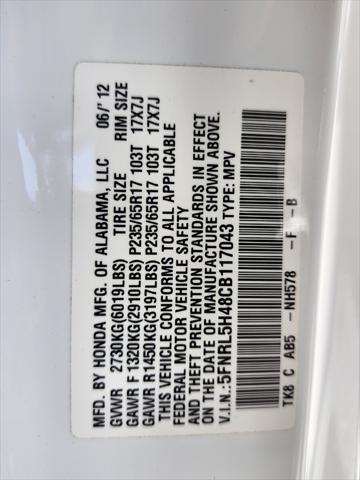 MFD. BY HONDA MFG. OF ALABAMA, LLC 06/'12
GVWR 2730KG(6019LBS) TIRE SIZE RIM SIZE
GAWR F 1320KG(2910LBS) P235/65R17 103T 17X7J
GAWR R 1450KG(3197LBS) P235/65R17 103T 17X7J
THIS VEHICLE CONFORMS TO ALL APPLICABLE
FEDERAL MOTOR VEHICLE SAFETY
AND THEFT PREVENTION STANDARDS IN EFFECT
ON THE DATE OF MANUFACTURE SHOWN ABOVE.
V.I.N.:5FNRL5H48CB117043 TYPE: MPV
TK8 C AB5 -NH578 -F -B